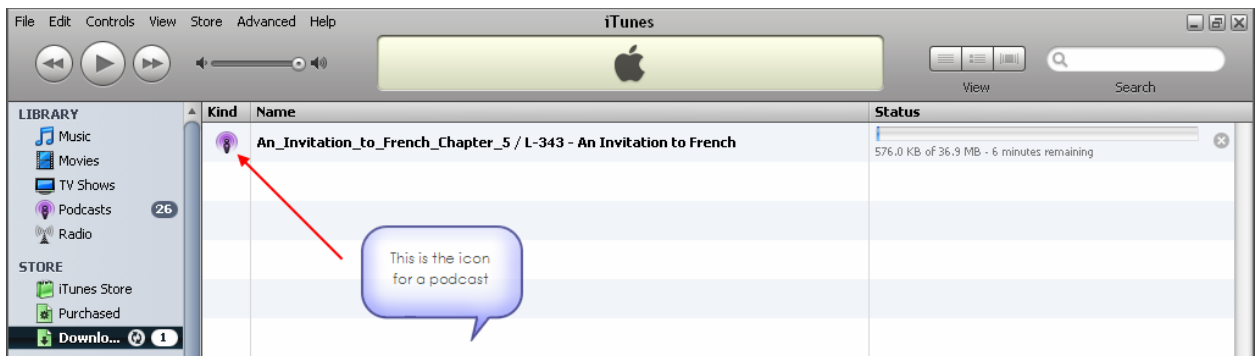 File Edit Controls View Store Advanced Help
iTunes
View
Search
LIBRARY
Music
Movies
TV Shows
Podcasts 26
Radio
STORE
iTunes Store
Purchased
Downlo... 1
Kind Name Status
An_Invitation_to_French_Chapter_5 / L-343 - An Invitation to French
576.0 KB of 36.9 MB - 6 minutes remaining
This is the icon
for a podcast